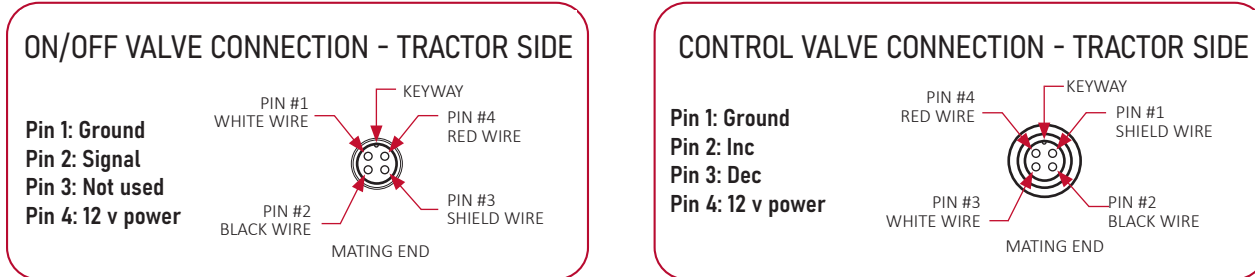 ON/OFF VALVE CONNECTION - TRACTOR SIDE
KEYWAY
PIN #1
WHITE WIRE
PIN #4
RED WIRE
Pin 1: Ground
Pin 2: Signal
Pin 3: Not used
Pin 4: 12 v power
PIN #2
BLACK WIRE
PIN #3
SHIELD WIRE
MATING END
CONTROL VALVE CONNECTION - TRACTOR SIDE
KEYWAY
PIN #4
RED WIRE
PIN #1
SHIELD WIRE
Pin 1: Ground
Pin 2: Inc
Pin 3: Dec
Pin 4: 12 v power
PIN #3
WHITE WIRE
PIN #2
BLACK WIRE
MATING END